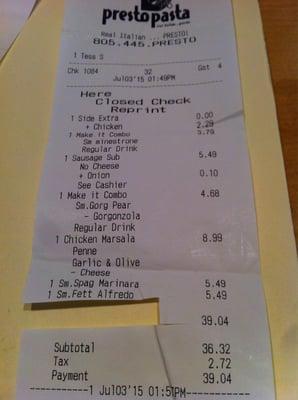 prestopasta
Real Italian ... PRESTO!
805.445.PRESTO
1 Tess S
Chk 1084 32 Gst 4
Jul03'15 01:49PM
Here
Closed Check
Reprint
1 Side Extra 0.00
+ Chicken 2.29
1 Make it Combo 3.79
Sm minestrone
Regular Drink
1 Sausage Sub 5.49
No Cheese
+ Onion 0.10
See Cashier
1 Make it Combo 4.68
Sm.Gorg Pear
- Gorgonzola
Regular Drink
1 Chicken Marsala 8.99
Penne
Garlic & Olive
- Cheese
1 Sm.Spag Marinara 5.49
1 Sm.Fett Alfredo 5.49
39.04
Subtotal 36.32
Tax 2.72
Payment 39.04
-----------1 Jul03'15 01:51PM-----------